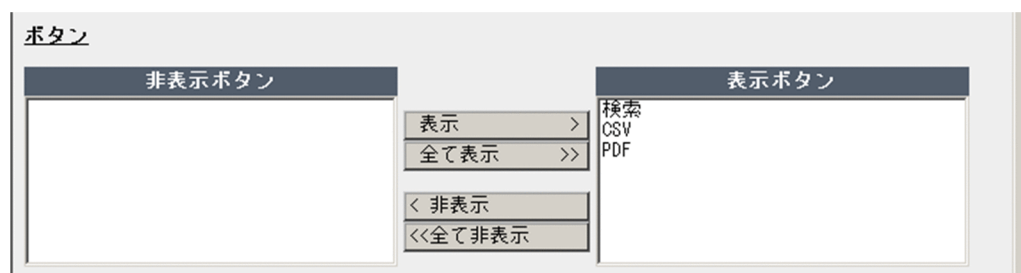 ボタン
非表示ボタン
表示ボタン
検索
CSV
PDF
表示 >
全て表示 >>
< 非表示
<<全て非表示